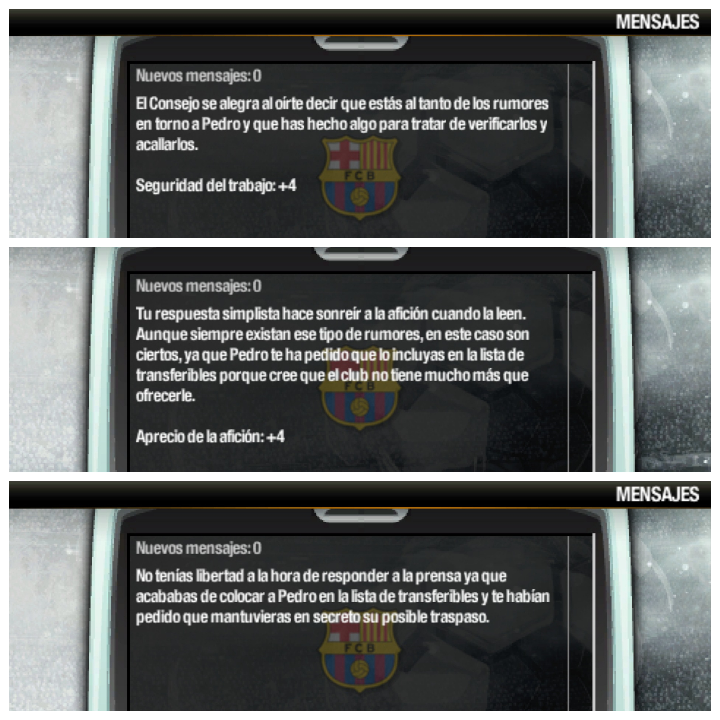 MENSAJES
Nuevos mensajes: 0
El Consejo se alegra al oírte decir que estás al tanto de los rumores
en torno a Pedro y que has hecho algo para tratar de verificarlos y
acallarlos.
Seguridad del trabajo: +4
FCB
Nuevos mensajes: 0
Tu respuesta simplista hace sonreír a la afición cuando la leen.
Aunque siempre existan ese tipo de rumores, en este caso son
ciertos, ya que Pedro te ha pedido que lo incluyas en la lista de
transferibles porque cree que el club no tiene mucho más que
ofrecerle.
Aprecio de la afición: +4
MENSAJES
Nuevos mensajes: 0
No tenías libertad a la hora de responder a la prensa ya que
acababas de colocar a Pedro en la lista de transferibles y te habían
pedido que mantuvieras en secreto su posible traspaso.
FCB